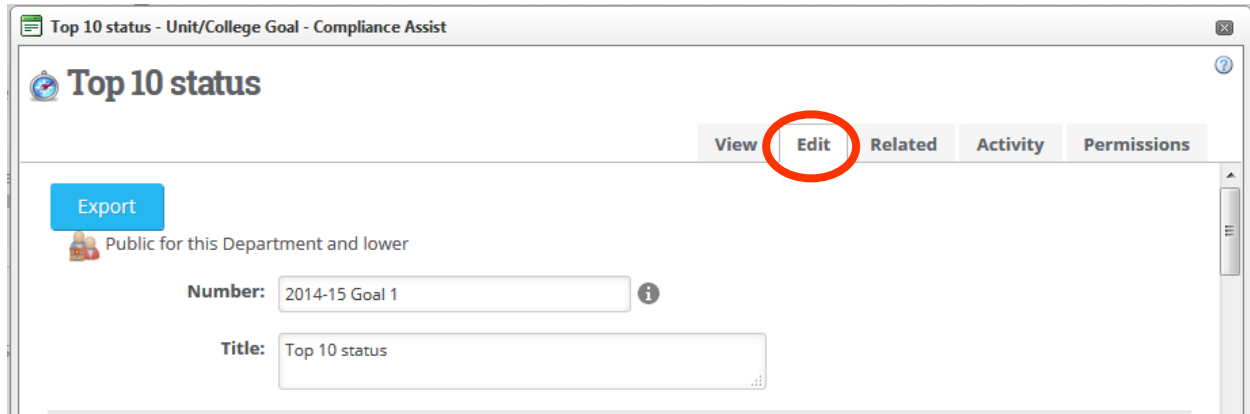 Top 10 status - Unit/College Goal - Compliance Assist
Top 10 status
View Edit Related Activity Permissions
Export
Public for this Department and lower
Number: 2014-15 Goal 1
Title: Top 10 status